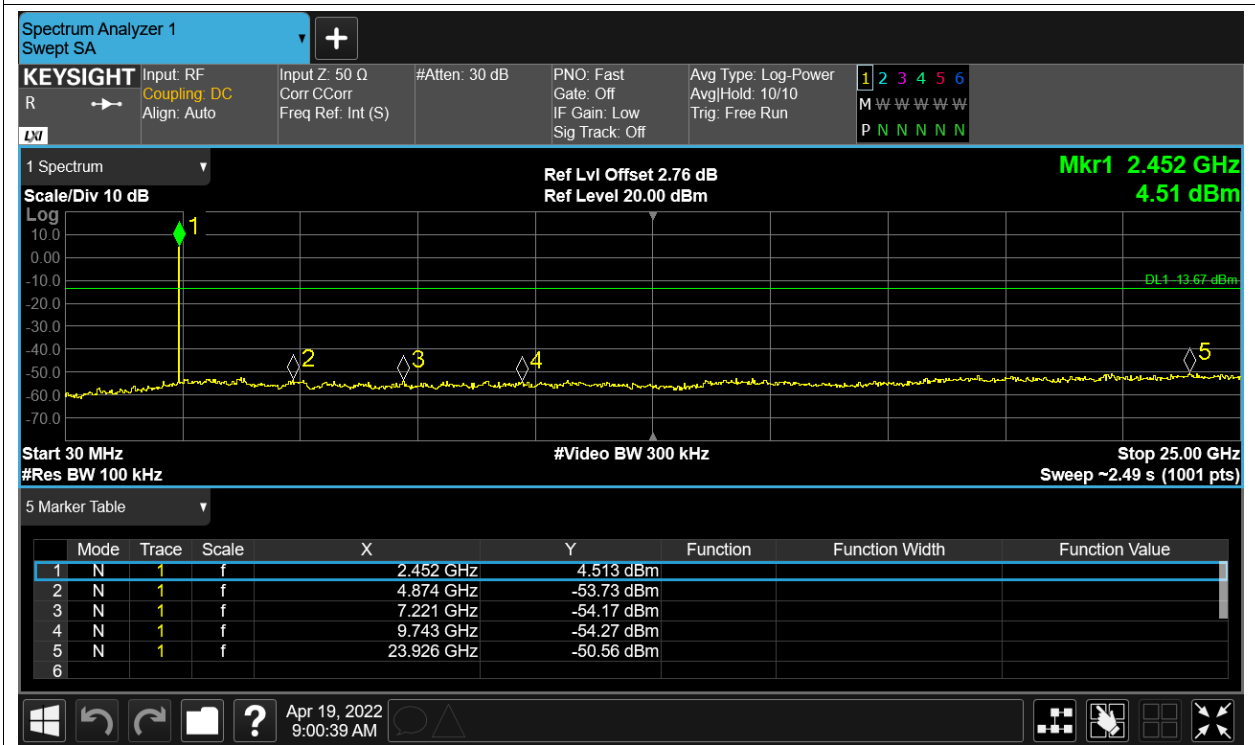 Spectrum Analyzer 1
Swept SA
KEYSIGHT Input: RF Input Z: 50 Ω #Atten: 30 dB PNO: Fast Avg Type: Log-Power 1 2 3 4 5 6
R Coupling: DC Corr CCorr Gate: Off Avg|Hold: 10/10 M W W W W W
Align: Auto Freq Ref: Int (S) IF Gain: Low Trig: Free Run
LXI Sig Track: Off P N N N N N
1 Spectrum Ref Lvl Offset 2.76 dB Mkr1 2.452 GHz
Scale/Div 10 dB Ref Level 20.00 dBm 4.51 dBm
Log
1
10.0
0.00
-10.0 DL1 -13.67 dBm
-20.0
-30.0
-40.0
2 3 4 5
-50.0
-60.0
-70.0
Start 30 MHz #Video BW 300 kHz Stop 25.00 GHz
#Res BW 100 kHz Sweep ~2.49 s (1001 pts)
5 Marker Table
Mode Trace Scale X Y Function Function Width Function Value
1 N 1 f 2.452 GHz 4.513 dBm
2 N 1 f 4.874 GHz -53.73 dBm
3 N 1 f 7.221 GHz -54.17 dBm
4 N 1 f 9.743 GHz -54.27 dBm
5 N 1 f 23.926 GHz -50.56 dBm
6
? Apr 19, 2022
9:00:39 AM